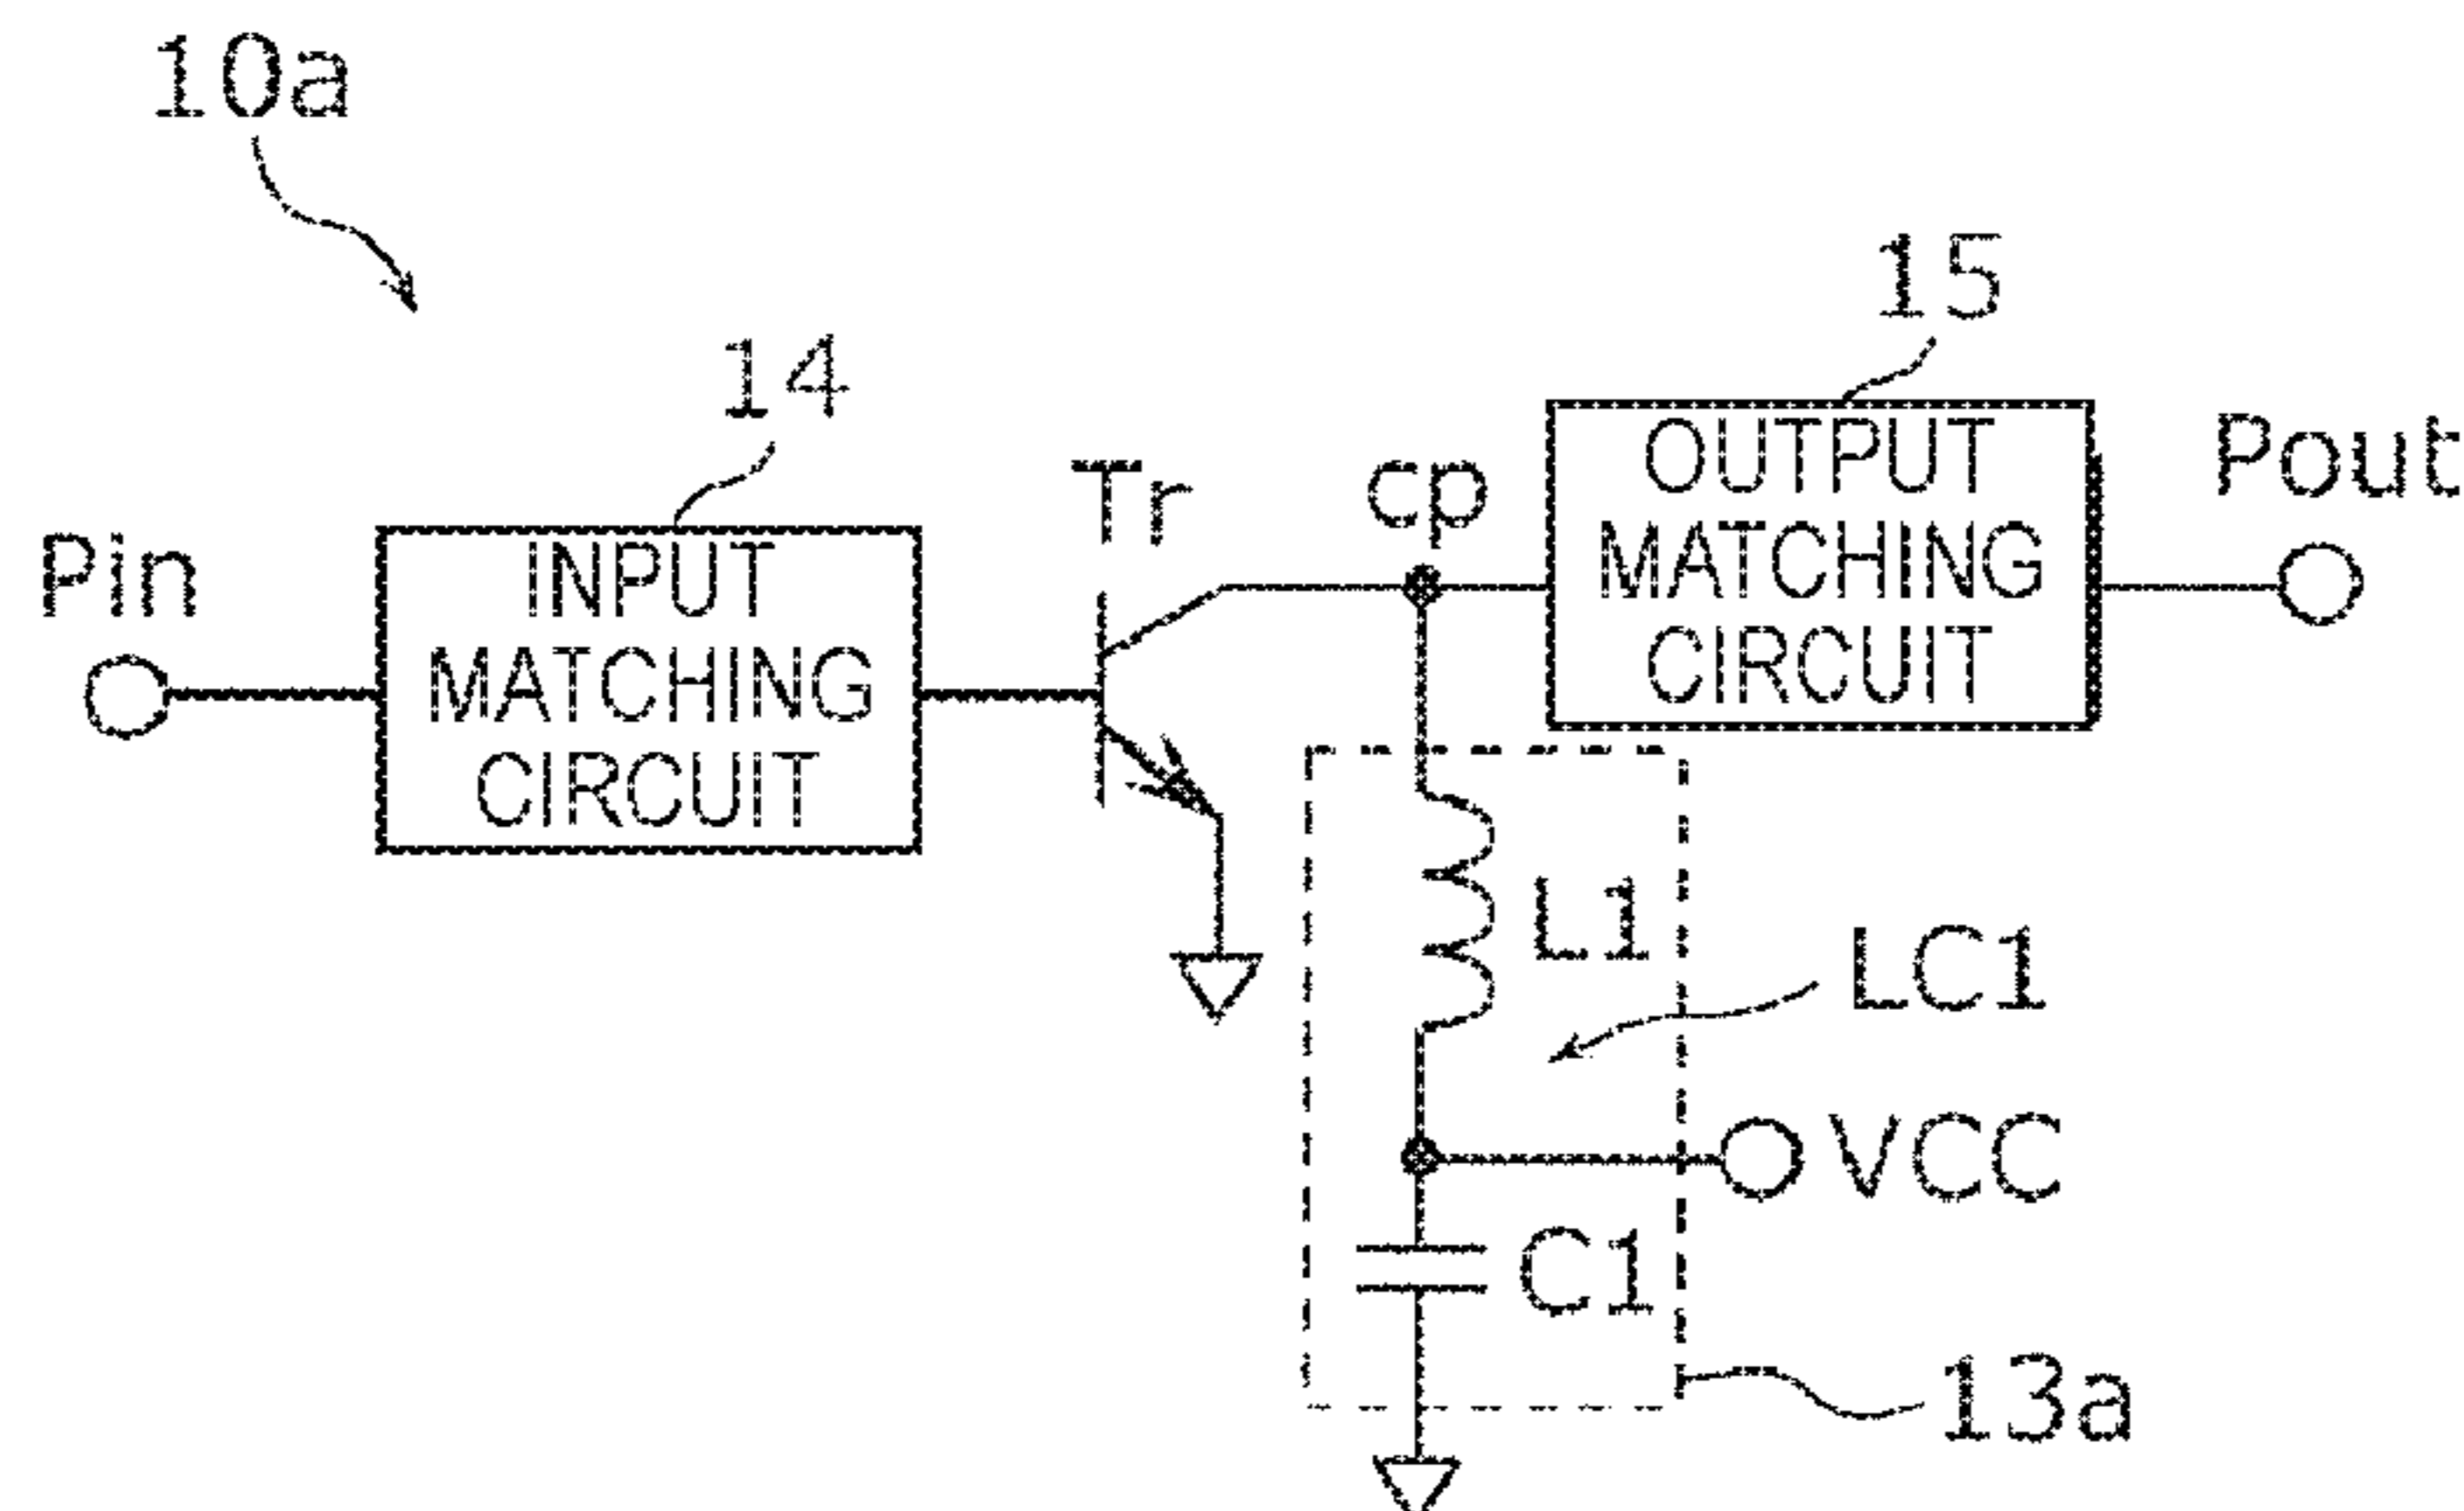 10a
15
14
Pin
INPUT
MATCHING
CIRCUIT
Tr
cp
OUTPUT
MATCHING
CIRCUIT
Pout
L1
LC1
VCC
C1
13a